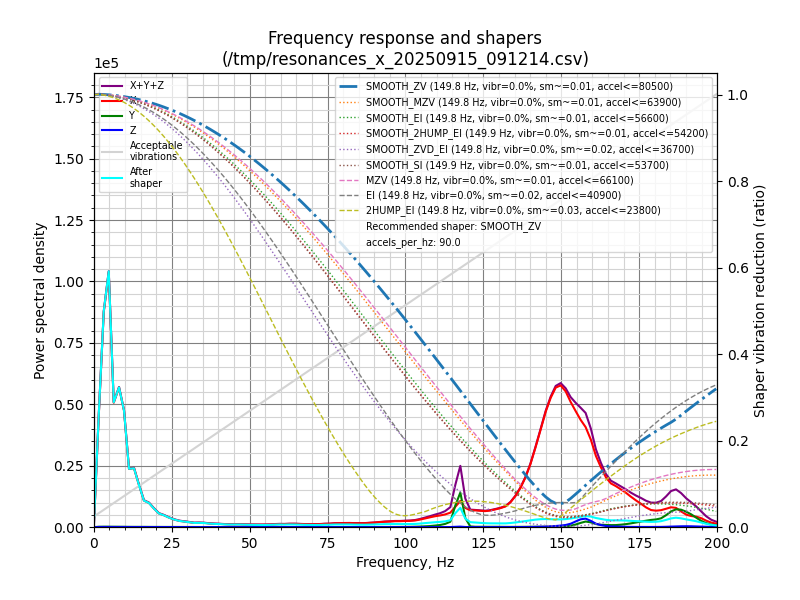 Frequency response and shapers
(/tmp/resonances_x_20250915_091214.csv)
1e5
X+Y+Z
X
Y
Z
Acceptable
vibrations
After
shaper
SMOOTH_ZV (149.8 Hz, vibr=0.0%, sm~=0.01, accel<=80500)
SMOOTH_MZV (149.8 Hz, vibr=0.0%, sm~=0.01, accel<=63900)
SMOOTH_EI (149.8 Hz, vibr=0.0%, sm~=0.01, accel<=56600)
SMOOTH_2HUMP_EI (149.9 Hz, vibr=0.0%, sm~=0.01, accel<=54200)
SMOOTH_ZVD_EI (149.8 Hz, vibr=0.0%, sm~=0.02, accel<=36700)
SMOOTH_SI (149.9 Hz, vibr=0.0%, sm~=0.01, accel<=53700)
MZV (149.8 Hz, vibr=0.0%, sm~=0.01, accel<=66100)
EI (149.8 Hz, vibr=0.0%, sm~=0.02, accel<=40900)
2HUMP_EI (149.8 Hz, vibr=0.0%, sm~=0.03, accel<=23800)
Recommended shaper: SMOOTH_ZV
accels_per_hz: 90.0
Power spectral density
1.75
1.50
1.25
1.00
0.75
0.50
0.25
0.00
Shaper vibration reduction (ratio)
1.0
0.8
0.6
0.4
0.2
0.0
0 25 50 75 100 125 150 175 200
Frequency, Hz